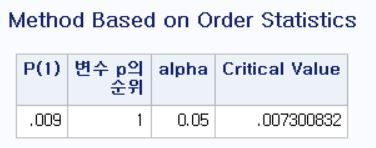 Method Based on Order Statistics
P(1) 변수 p의 순위 alpha Critical Value
.009 1 0.05 .007300832